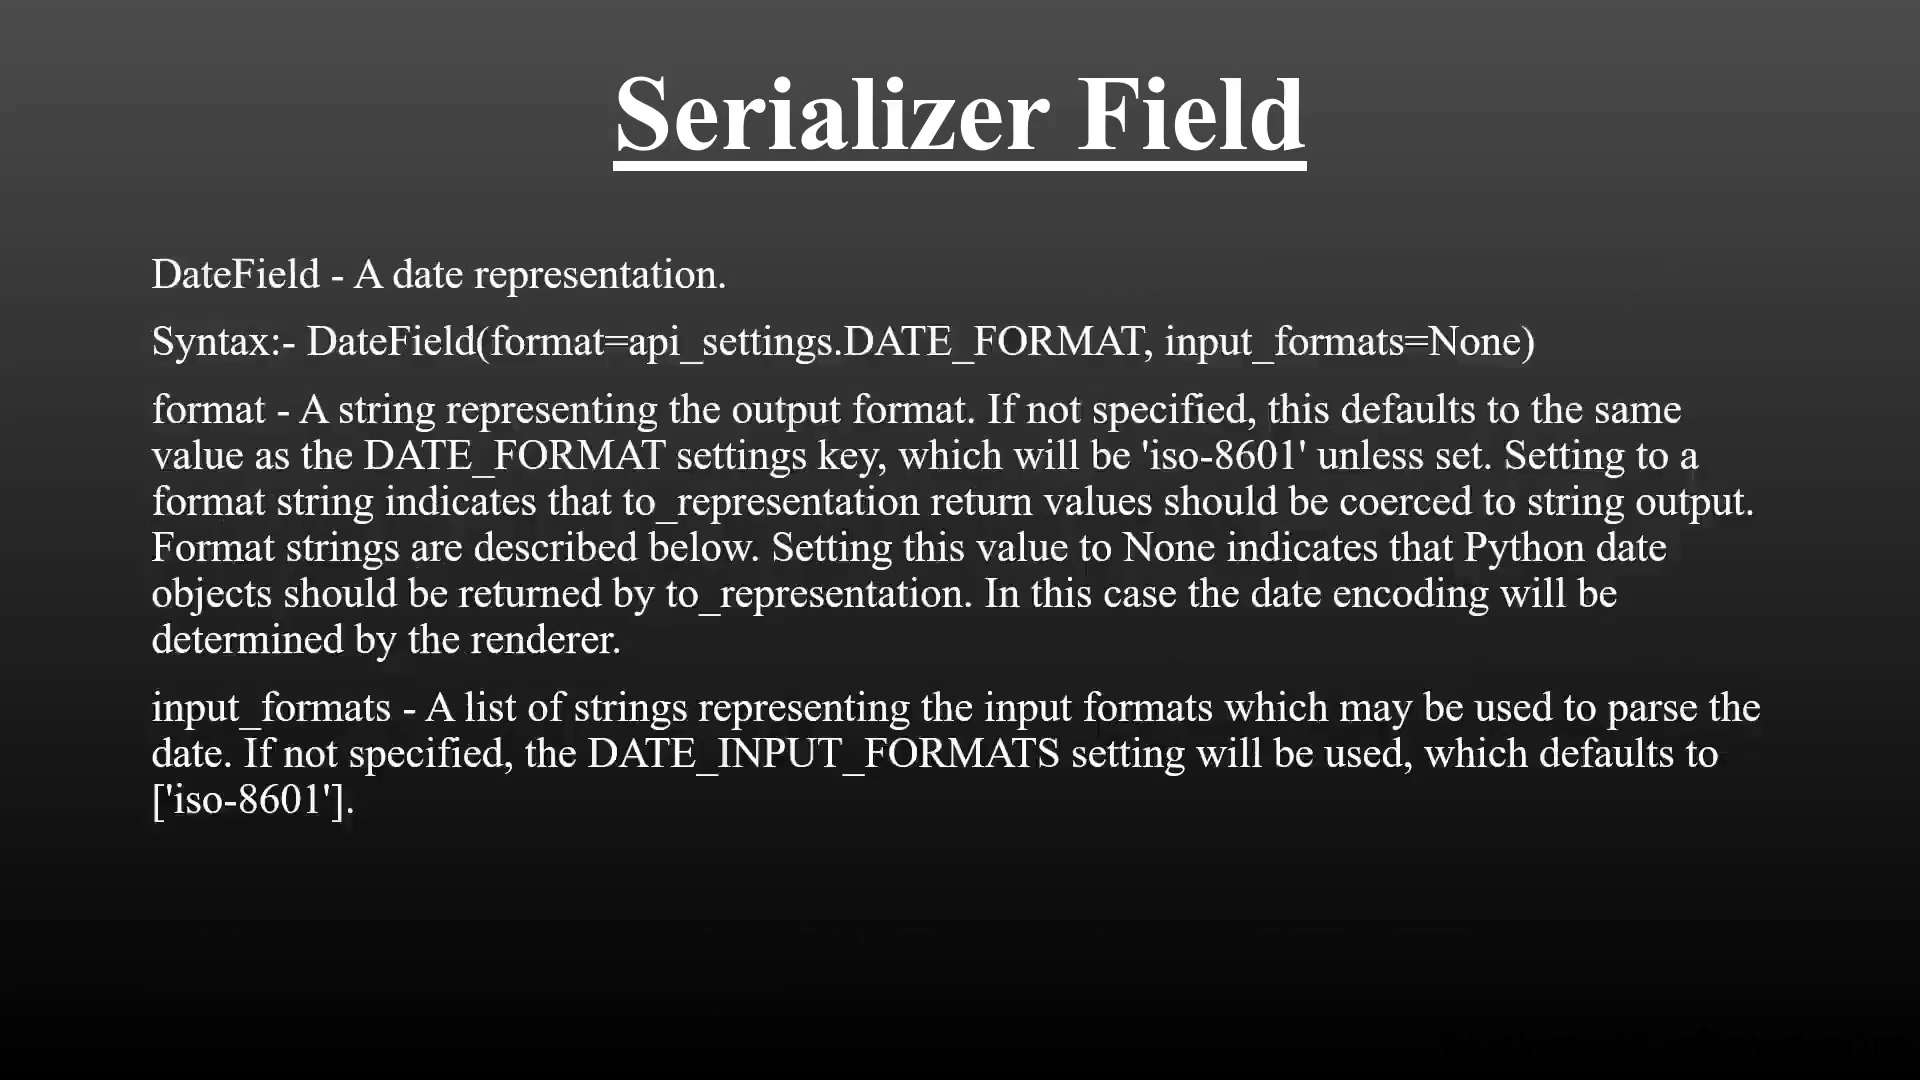 Serializer Field
DateField - A date representation.
Syntax:- DateField(format=api_settings.DATE_FORMAT, input_formats=None)
format - A string representing the output format. If not specified, this defaults to the same
value as the DATE_FORMAT settings key, which will be 'iso-8601' unless set. Setting to a
format string indicates that to_representation return values should be coerced to string output.
Format strings are described below. Setting this value to None indicates that Python date
objects should be returned by to_representation. In this case the date encoding will be
determined by the renderer.
input_formats - A list of strings representing the input formats which may be used to parse the
date. If not specified, the DATE_INPUT_FORMATS setting will be used, which defaults to
['iso-8601'].